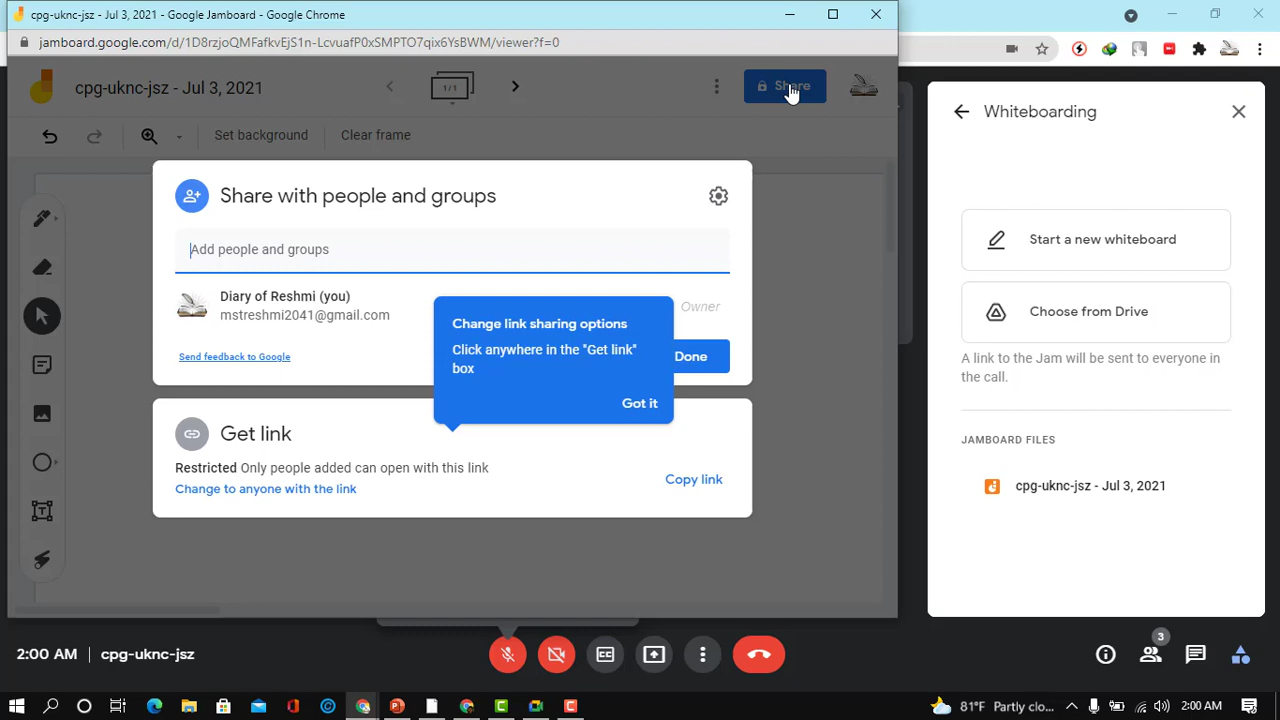 cpg-uknc-jsz - Jul 3, 2021 - Google Jamboard - Google Chrome
jamboard.google.com/d/1D8rzjoQMFafkvEjS1n-LcvuafP0xSMPTO7qix6YsBWM/viewer?f=0
cpg-uknc-jsz - Jul 3, 2021
1/1
Share
Set background
Clear frame
Share with people and groups
Add people and groups
Diary of Reshmi (you)
mstreshmi2041@gmail.com
Owner
Send feedback to Google
Done
Change link sharing options
Click anywhere in the "Get link"
box
Got it
Get link
Restricted Only people added can open with this link
Change to anyone with the link
Copy link
Whiteboarding
Start a new whiteboard
Choose from Drive
A link to the Jam will be sent to everyone in
the call.
JAMBOARD FILES
cpg-uknc-jsz - Jul 3, 2021
2:00 AM | cpg-uknc-jsz
CC
3
81°F Partly clo...
2:00 AM